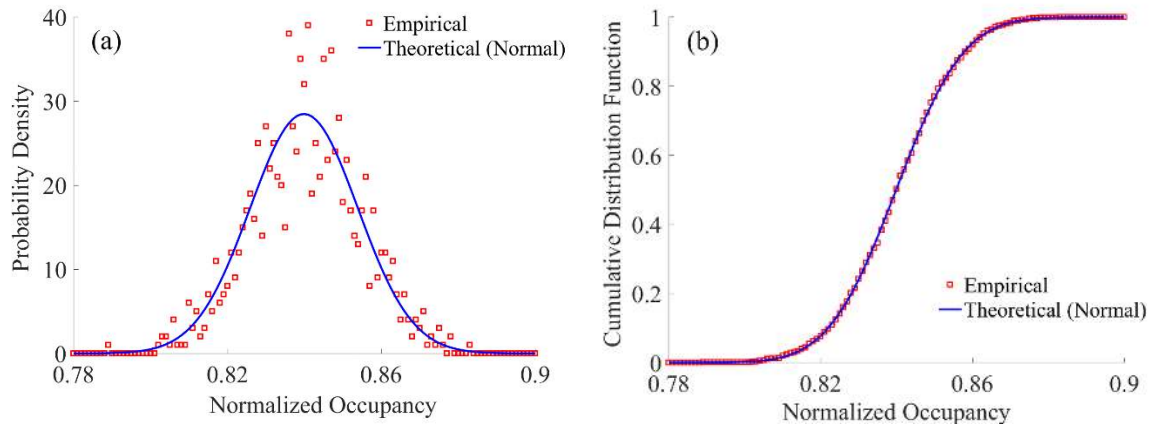 (a)
Empirical
Theoretical (Normal)
Probability Density
40
30
20
10
0
0.78
0.82
0.86
0.9
Normalized Occupancy
(b)
Empirical
Theoretical (Normal)
Cumulative Distribution Function
1
0.8
0.6
0.4
0.2
0
0.78
0.82
0.86
0.9
Normalized Occupancy